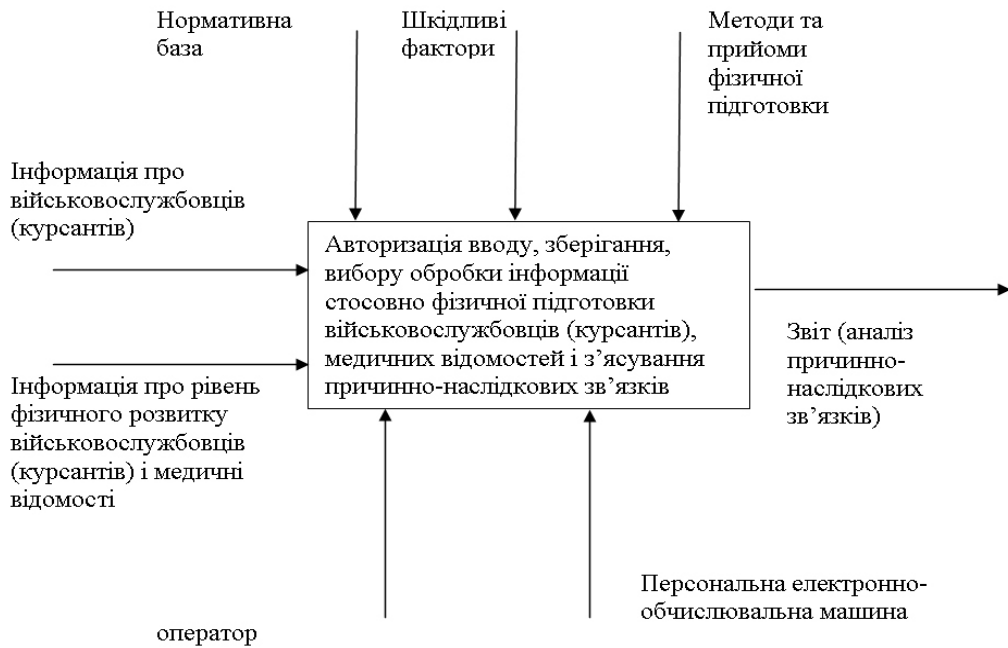 Нормативна
база
Шкідливі
фактори
Методи та
прийоми
фізичної
підготовки
Інформація про
військовослужбовців
(курсантів)
Авторизація вводу, зберігання,
вибору обробки інформації
стосовно фізичної підготовки
військовослужбовців (курсантів),
медичних відомостей і з’ясування
причинно-наслідкових зв’язків
Звіт (аналіз
причинно-
наслідкових
зв’язків)
Інформація про рівень
фізичного розвитку
військовослужбовців
(курсантів) і медичні
відомості
Персональна електронно-
обчислювальна машина
оператор